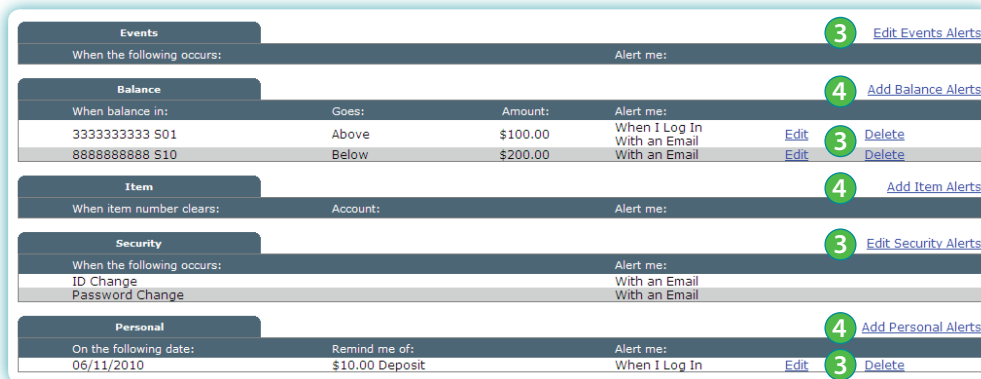 Events 3 Edit Events Alerts
When the following occurs: Alert me:
Balance 4 Add Balance Alerts
When balance in: Goes: Amount: Alert me:
3333333333 S01 Above $100.00 When I Log In Edit 3 Delete
With an Email
8888888888 S10 Below $200.00 With an Email Edit Delete
Item 4 Add Item Alerts
When item number clears: Account: Alert me:
Security 3 Edit Security Alerts
When the following occurs: Alert me:
ID Change With an Email
Password Change With an Email
Personal 4 Add Personal Alerts
On the following date: Remind me of: Alert me:
06/11/2010 $10.00 Deposit When I Log In Edit 3 Delete